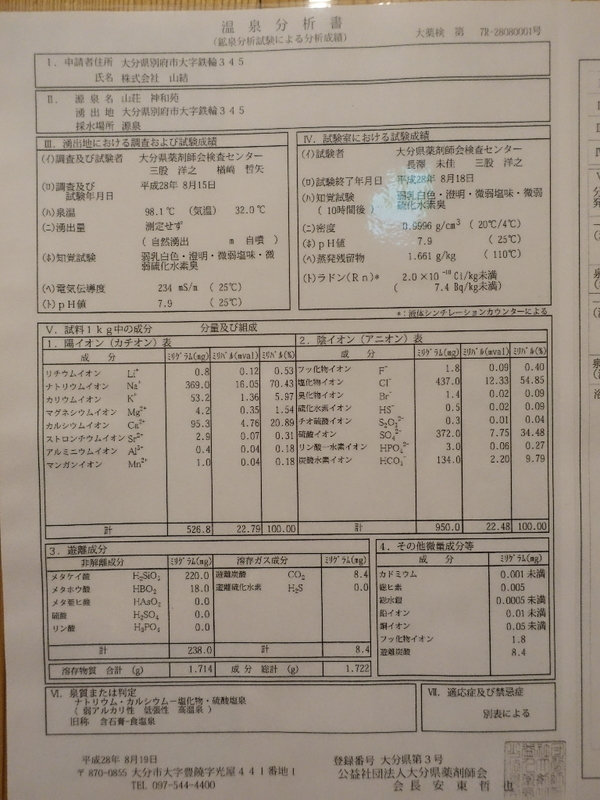 温泉分析書
(鉱泉分析試験による分析成績)
大薬検 第 7R-28080001号
Ⅰ. 申請者住所 大分県別府市大字鉄輪345
氏名 株式会社 山結
Ⅱ. 源泉名 山荘 神和苑
湧出地 大分県別府市大字鉄輪345
採水場所 源泉
Ⅲ. 湧出地における調査および試験成績
(イ)調査及び試験者 大分県薬剤師会検査センター
三股 洋之 楢崎 哲矢
(ロ)調査及び試験年月日 平成28年 8月15日
(ハ)泉温 98.1℃ (気温) 32.0℃
(ニ)湧出量 測定せず
( 自然湧出 m 自噴 )
(ホ)知覚試験 弱乳白色・澄明・微弱塩味・微弱硫化水素臭
(ヘ)電気伝導度 234 mS/m ( 25℃)
(ト)pH値 7.9 ( 25℃)
Ⅳ. 試験室における試験成績
(イ)試験者 大分県薬剤師会検査センター
長澤 未佳 三股 洋之
(ロ)試験終了年月日 平成28年 8月18日
(ハ)知覚試験 弱乳白色・澄明・微弱塩味・微弱硫化水素臭
( 10時間後 )
(ニ)密度 0.9996 g/cm³ ( 20℃/4℃)
(ホ)pH値 7.9 ( 25℃)
(ヘ)蒸発残留物 1.661 g/kg (110℃)
(ト)ラドン(Rn)* 2.0 ×10⁻¹⁰ Ci/kg未満
( 7.4 Bq/kg未満)
*:液体シンチレーションカウンターによる
Ⅴ. 試料1kg中の成分 分量及び組成
1. 陽イオン (カチオン) 表
成分 ミリグラム(mg) ミリバル(mval) ミリバル(%)
リチウムイオン Li⁺ 0.8 0.12 0.53
ナトリウムイオン Na⁺ 369.0 16.05 70.43
カリウムイオン K⁺ 53.2 1.36 5.97
マグネシウムイオン Mg²⁺ 4.2 0.35 1.54
カルシウムイオン Ca²⁺ 95.3 4.76 20.89
ストロンチウムイオン Sr²⁺ 2.9 0.07 0.31
アルミニウムイオン Al³⁺ 0.4 0.04 0.18
マンガンイオン Mn²⁺ 1.0 0.04 0.18
計 526.8 22.79 100.00
2. 陰イオン (アニオン) 表
成分 ミリグラム(mg) ミリバル(mval) ミリバル(%)
フッ化物イオン F⁻ 1.8 0.09 0.40
塩化物イオン Cl⁻ 437.0 12.33 54.85
臭化物イオン Br⁻ 1.4 0.02 0.09
硫化水素イオン HS⁻ 0.5 0.02 0.09
チオ硫酸イオン S₂O₃²⁻ 0.3 0.01 0.04
硫酸イオン SO₄²⁻ 372.0 7.75 34.48
リン酸一水素イオン HPO₄²⁻ 3.0 0.06 0.27
炭酸水素イオン HCO₃⁻ 134.0 2.20 9.79
計 950.0 22.48 100.00
3. 遊離成分
非解離成分 ミリグラム(mg) 溶存ガス成分 ミリグラム(mg)
メタケイ酸 H₂SiO₃ 220.0 遊離炭酸 CO₂ 8.4
メタホウ酸 HBO₂ 18.0 遊離硫化水素 H₂S 0.0
メタ亜ヒ酸 HAsO₂ 0.0
硫酸 H₂SO₄ 0.0
リン酸 H₃PO₄ 0.0
計 238.0 計 8.4
溶存物質 合計 (g) 1.714 成分 総計 (g) 1.722
4. その他微量成分等
成分 ミリグラム(mg)
カドミウム 0.001 未満
総ヒ素 0.005
総水銀 0.0005 未満
鉛イオン 0.01 未満
銅イオン 0.05 未満
フッ化物イオン 1.8
遊離炭酸 8.4
Ⅵ. 泉質または判定
ナトリウム・カルシウム-塩化物・硫酸塩泉
( 弱アルカリ性 低張性 高温泉 )
旧称 含石膏-食塩泉
Ⅶ. 適応症及び禁忌症
別表による
平成28年 8月19日
〒870-0855 大分市大字豊饒字光屋441番地1
TEL 097-544-4400
登録番号 大分県第3号
公益社団法人大分県薬剤師会
会長 安東哲也